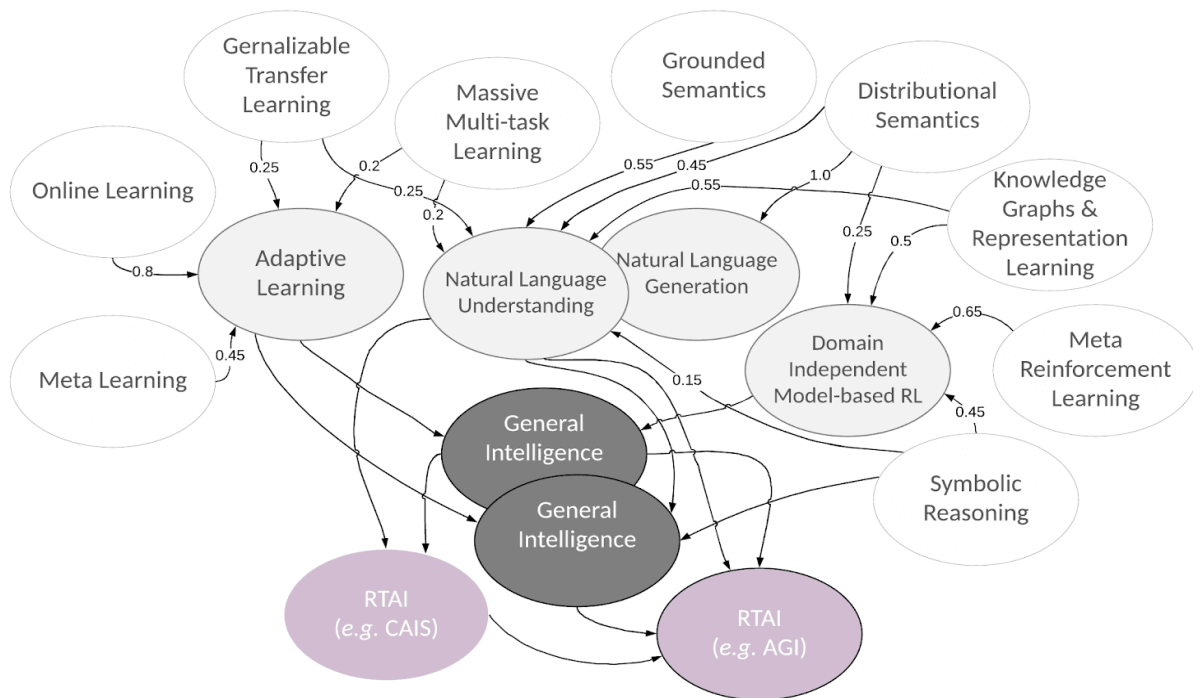 Gernalizable
Transfer
Learning
Massive
Multi-task
Learning
Grounded
Semantics
Distributional
Semantics
Online Learning
Knowledge
Graphs &
Representation
Learning
0.25
0.2
0.25
0.2
0.55
0.45
0.55
1.0
0.25
0.5
Adaptive
Learning
Natural Language
Understanding
Natural Language
Generation
0.8
0.65
Meta Learning
0.45
Domain
Independent
Model-based RL
Meta
Reinforcement
Learning
0.15
0.45
General
Intelligence
General
Intelligence
Symbolic
Reasoning
RTAI
(e.g. CAIS)
RTAI
(e.g. AGI)